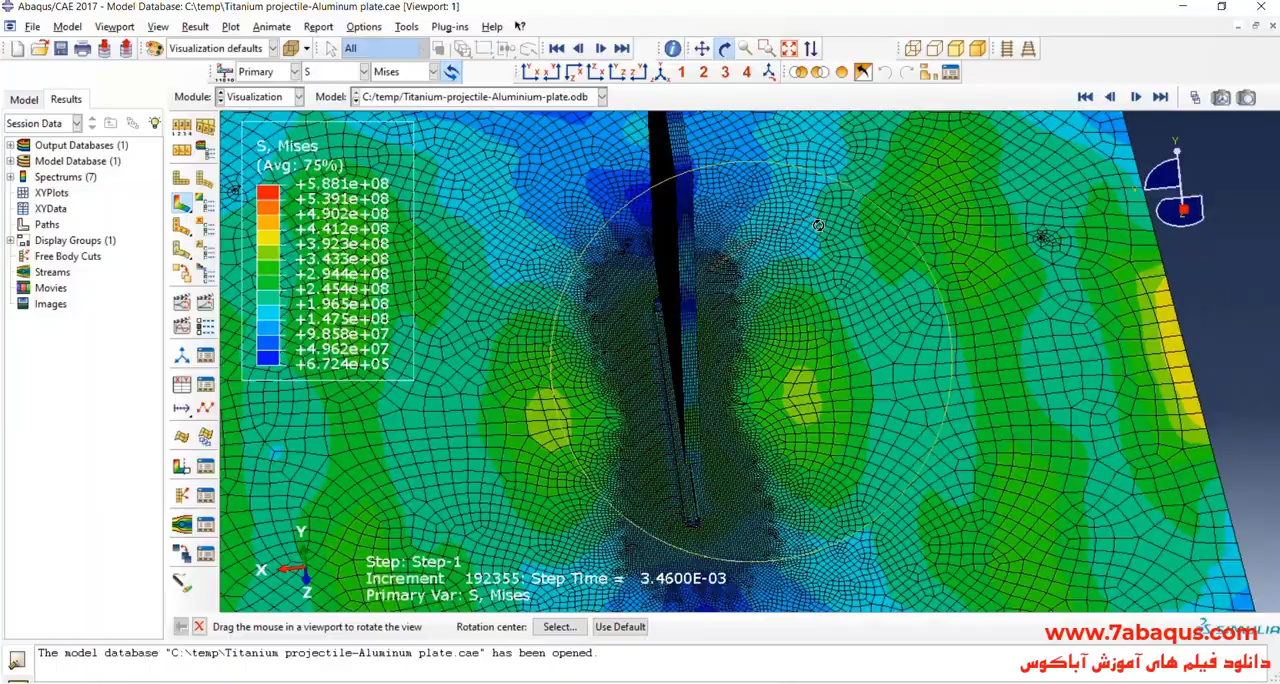 Abaqus/CAE 2017 - Model Database: C:\temp\Titanium projectile-Aluminum plate.cae [Viewport: 1]
File Model Viewport View Result Plot Animate Report Options Tools Plug-ins Help
Visualization defaults All
Primary S Mises 1 2 3 4
Model Results Module: Visualization Model: C:/temp/Titanium-projectile-Aluminium-plate.odb
Session Data
Output Databases (1)
Model Database (1)
Spectrums (7)
XYPlots
XYData
Paths
Display Groups (1)
Free Body Cuts
Streams
Movies
Images
S, Mises
(Avg: 75%)
+5.881e+08
+5.391e+08
+4.902e+08
+4.412e+08
+3.923e+08
+3.433e+08
+2.944e+08
+2.454e+08
+1.965e+08
+1.475e+08
+9.858e+07
+4.962e+07
+6.724e+05
Y
Y
X
Z
Step: Step-1
Increment 192355: Step Time = 3.4600E-03
Primary Var: S, Mises
Drag the mouse in a viewport to rotate the view Rotation center: Select... Use Default
SIMULIA
www.7abaqus.com
The model database "C:\temp\Titanium projectile-Aluminum plate.cae" has been opened.
دانلود فیلم های آموزش آباکوس